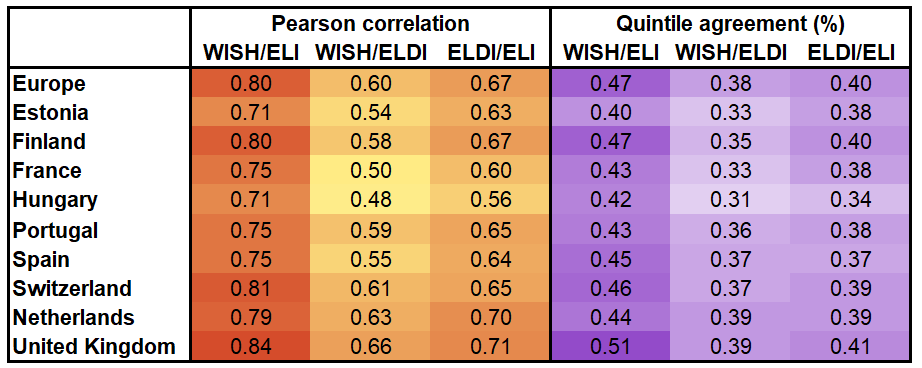 Pearson correlation Quintile agreement (%)
WISH/ELI WISH/ELDI ELDI/ELI WISH/ELI WISH/ELDI ELDI/ELI
Europe 0.80 0.60 0.67 0.47 0.38 0.40
Estonia 0.71 0.54 0.63 0.40 0.33 0.38
Finland 0.80 0.58 0.67 0.47 0.35 0.40
France 0.75 0.50 0.60 0.43 0.33 0.38
Hungary 0.71 0.48 0.56 0.42 0.31 0.34
Portugal 0.75 0.59 0.65 0.43 0.36 0.38
Spain 0.75 0.55 0.64 0.45 0.37 0.37
Switzerland 0.81 0.61 0.65 0.46 0.37 0.39
Netherlands 0.79 0.63 0.70 0.44 0.39 0.39
United Kingdom 0.84 0.66 0.71 0.51 0.39 0.41